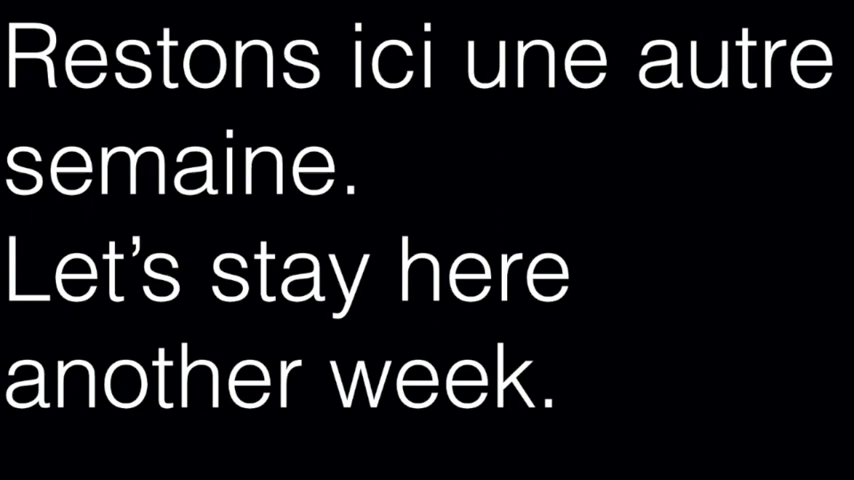 Restons ici une autre
semaine.
Let’s stay here
another week.